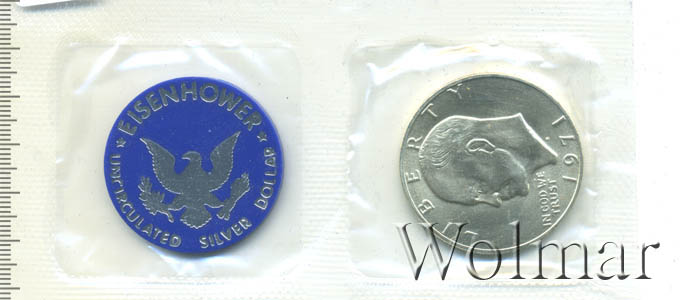 ★ EISENHOWER ★
UNCIRCULATED SILVER DOLLAR
LIBERTY
IN GOD WE
TRUST
1971
Wolmar